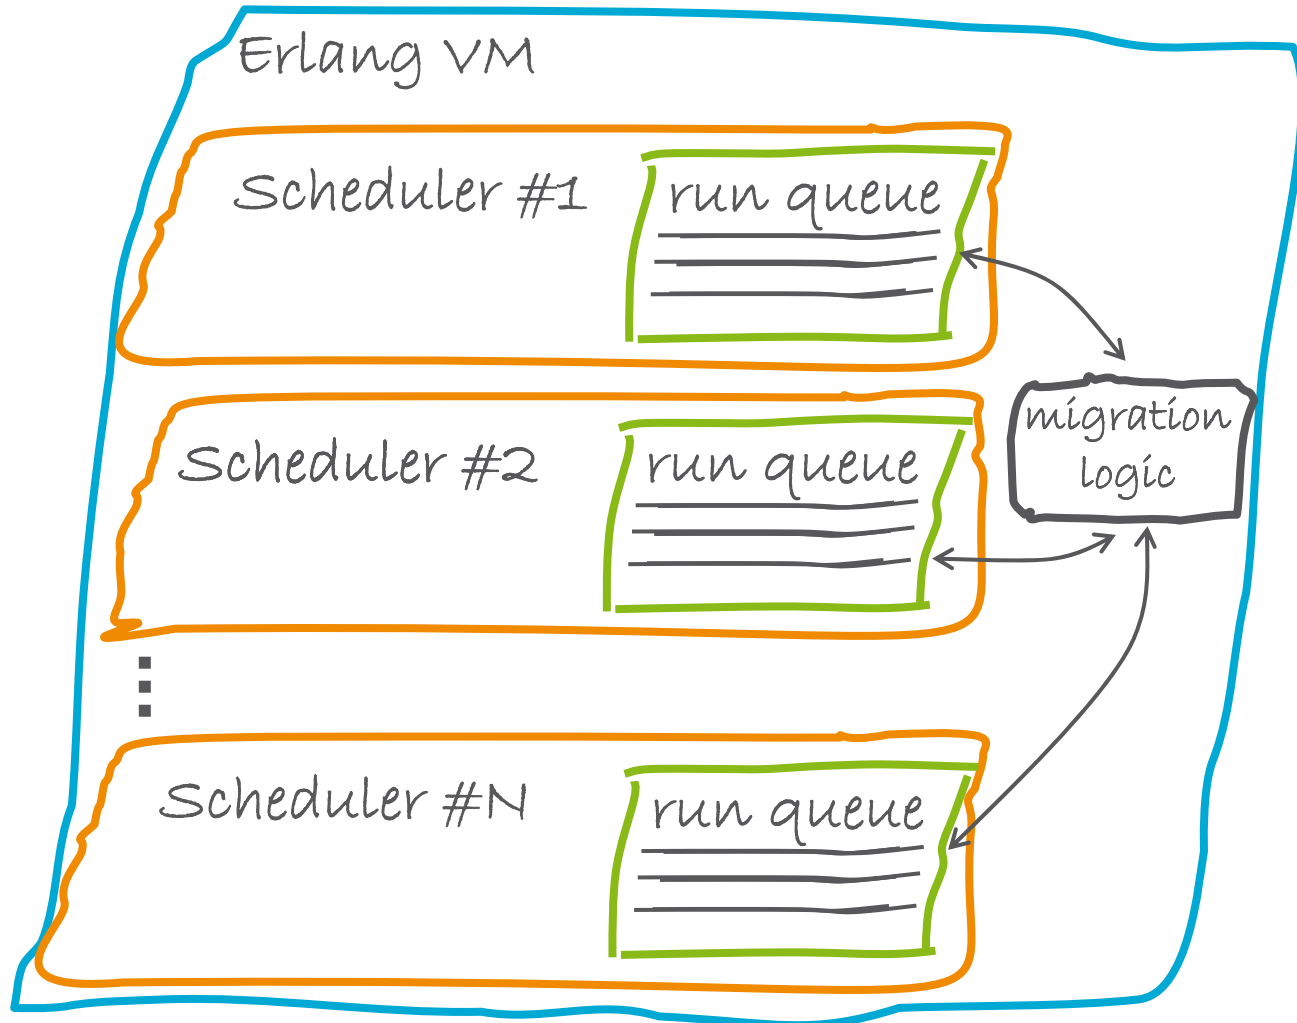 Erlang VM
Scheduler #1
run queue
Scheduler #2
run queue
migration
logic
Scheduler #N
run queue